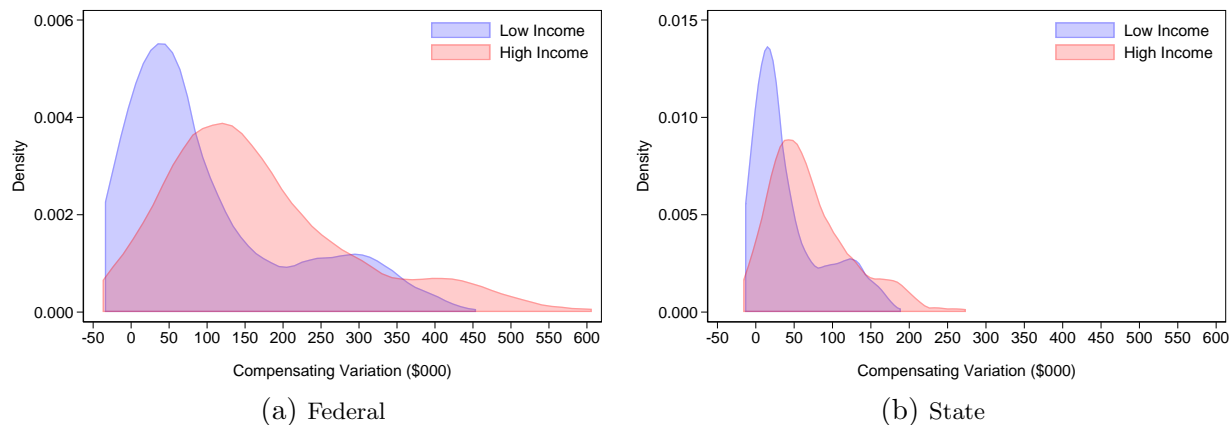 0.006
0.004
0.002
0.000
Density
Low Income
High Income
-50 0 50 100 150 200 250 300 350 400 450 500 550 600
Compensating Variation ($000)
(a) Federal
0.015
0.010
0.005
0.000
Density
Low Income
High Income
-50 0 50 100 150 200 250 300 350 400 450 500 550 600
Compensating Variation ($000)
(b) State